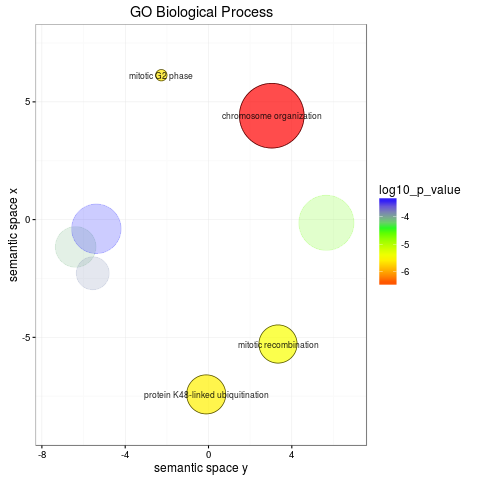 GO Biological Process
mitotic G2 phase
chromosome organization
mitotic recombination
protein K48-linked ubiquitination
semantic space x
5
0
-5
-8
-4
0
4
semantic space y
log10_p_value
-4
-5
-6